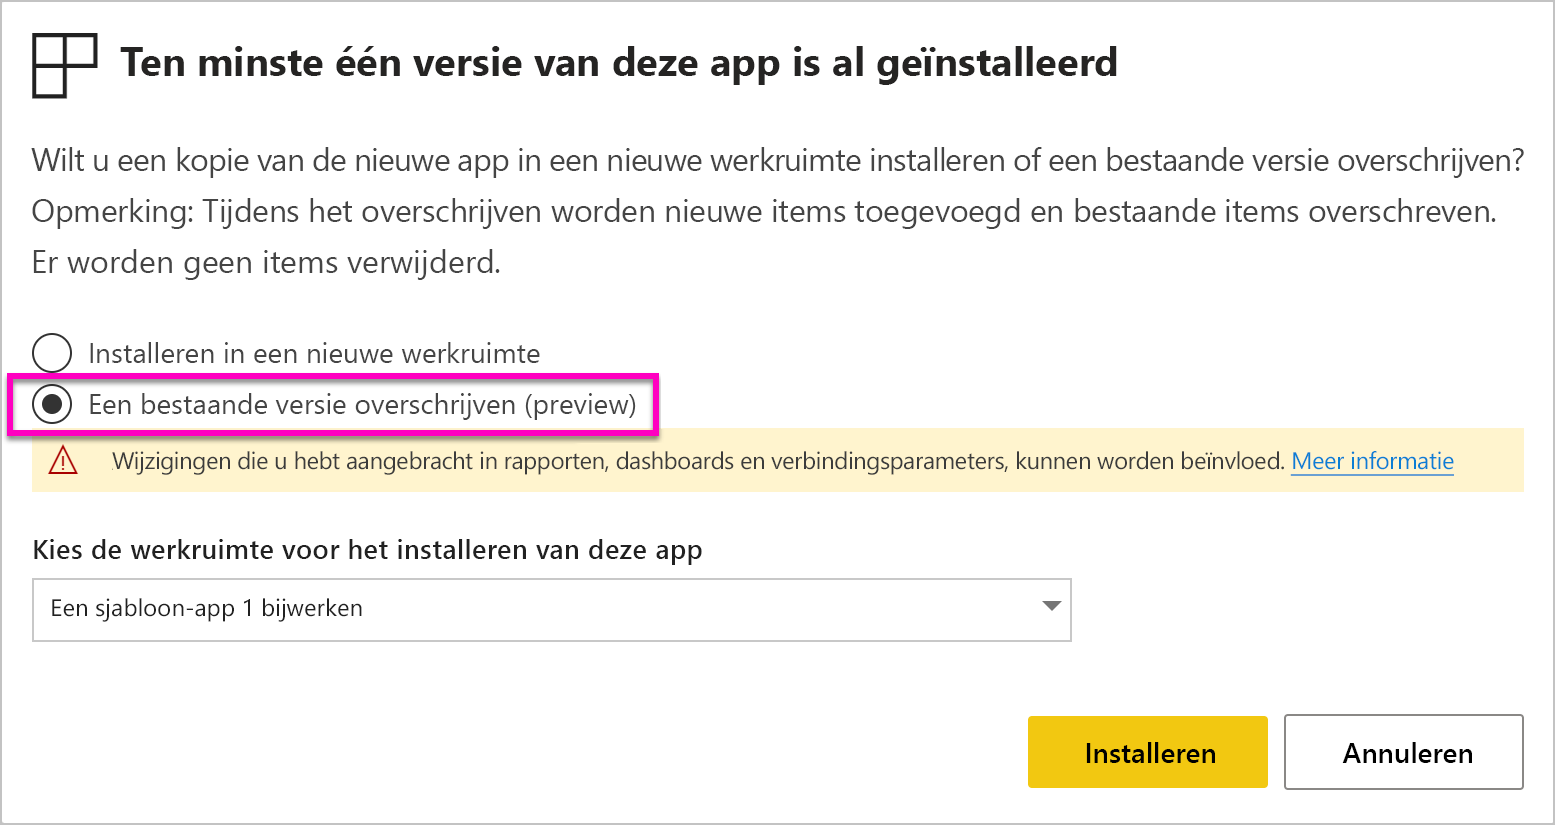 Ten minste één versie van deze app is al geïnstalleerd
Wilt u een kopie van de nieuwe app in een nieuwe werkruimte installeren of een bestaande versie overschrijven?
Opmerking: Tijdens het overschrijven worden nieuwe items toegevoegd en bestaande items overschreven.
Er worden geen items verwijderd.
Installeren in een nieuwe werkruimte
Een bestaande versie overschrijven (preview)
Wijzigingen die u hebt aangebracht in rapporten, dashboards en verbindingsparameters, kunnen worden beïnvloed. Meer informatie
Kies de werkruimte voor het installeren van deze app
Een sjabloon-app 1 bijwerken
Installeren
Annuleren